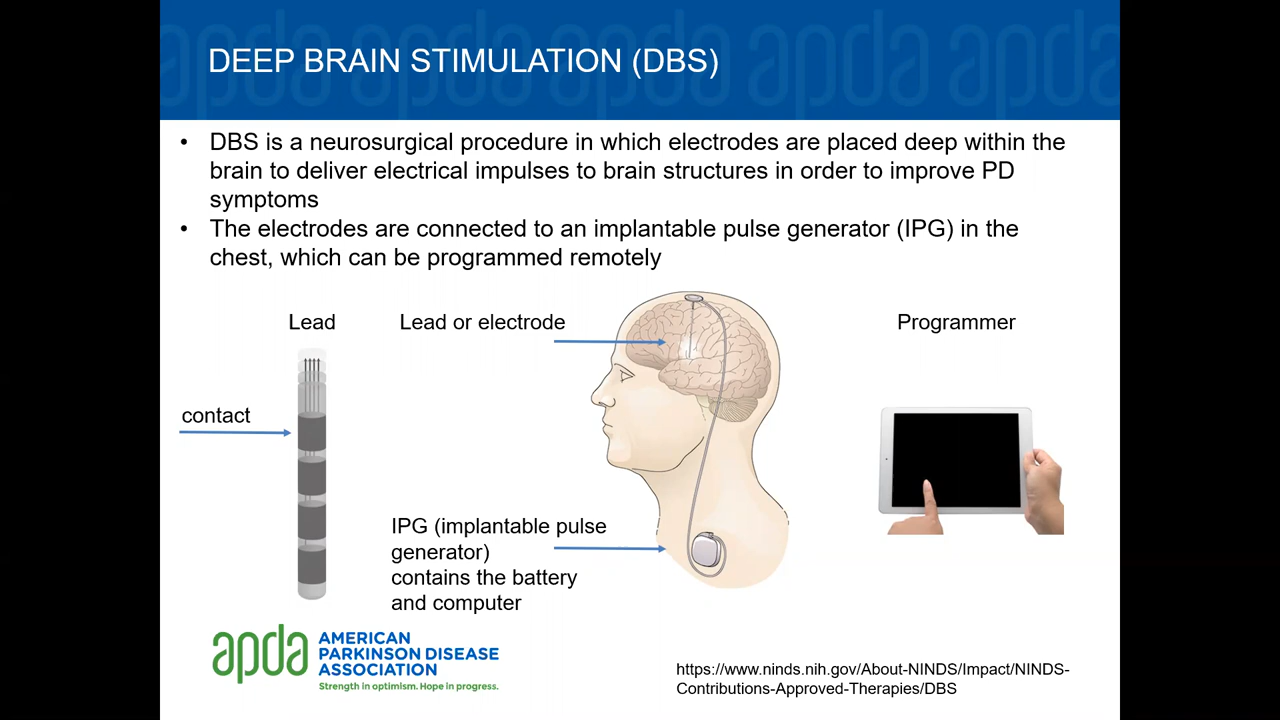 DEEP BRAIN STIMULATION (DBS)
• DBS is a neurosurgical procedure in which electrodes are placed deep within the
brain to deliver electrical impulses to brain structures in order to improve PD
symptoms
• The electrodes are connected to an implantable pulse generator (IPG) in the
chest, which can be programmed remotely
Lead
Lead or electrode
Programmer
contact
IPG (implantable pulse
generator)
contains the battery
and computer
apda
AMERICAN
PARKINSON DISEASE
ASSOCIATION
Strength in optimism. Hope in progress.
https://www.ninds.nih.gov/About-NINDS/Impact/NINDS-
Contributions-Approved-Therapies/DBS